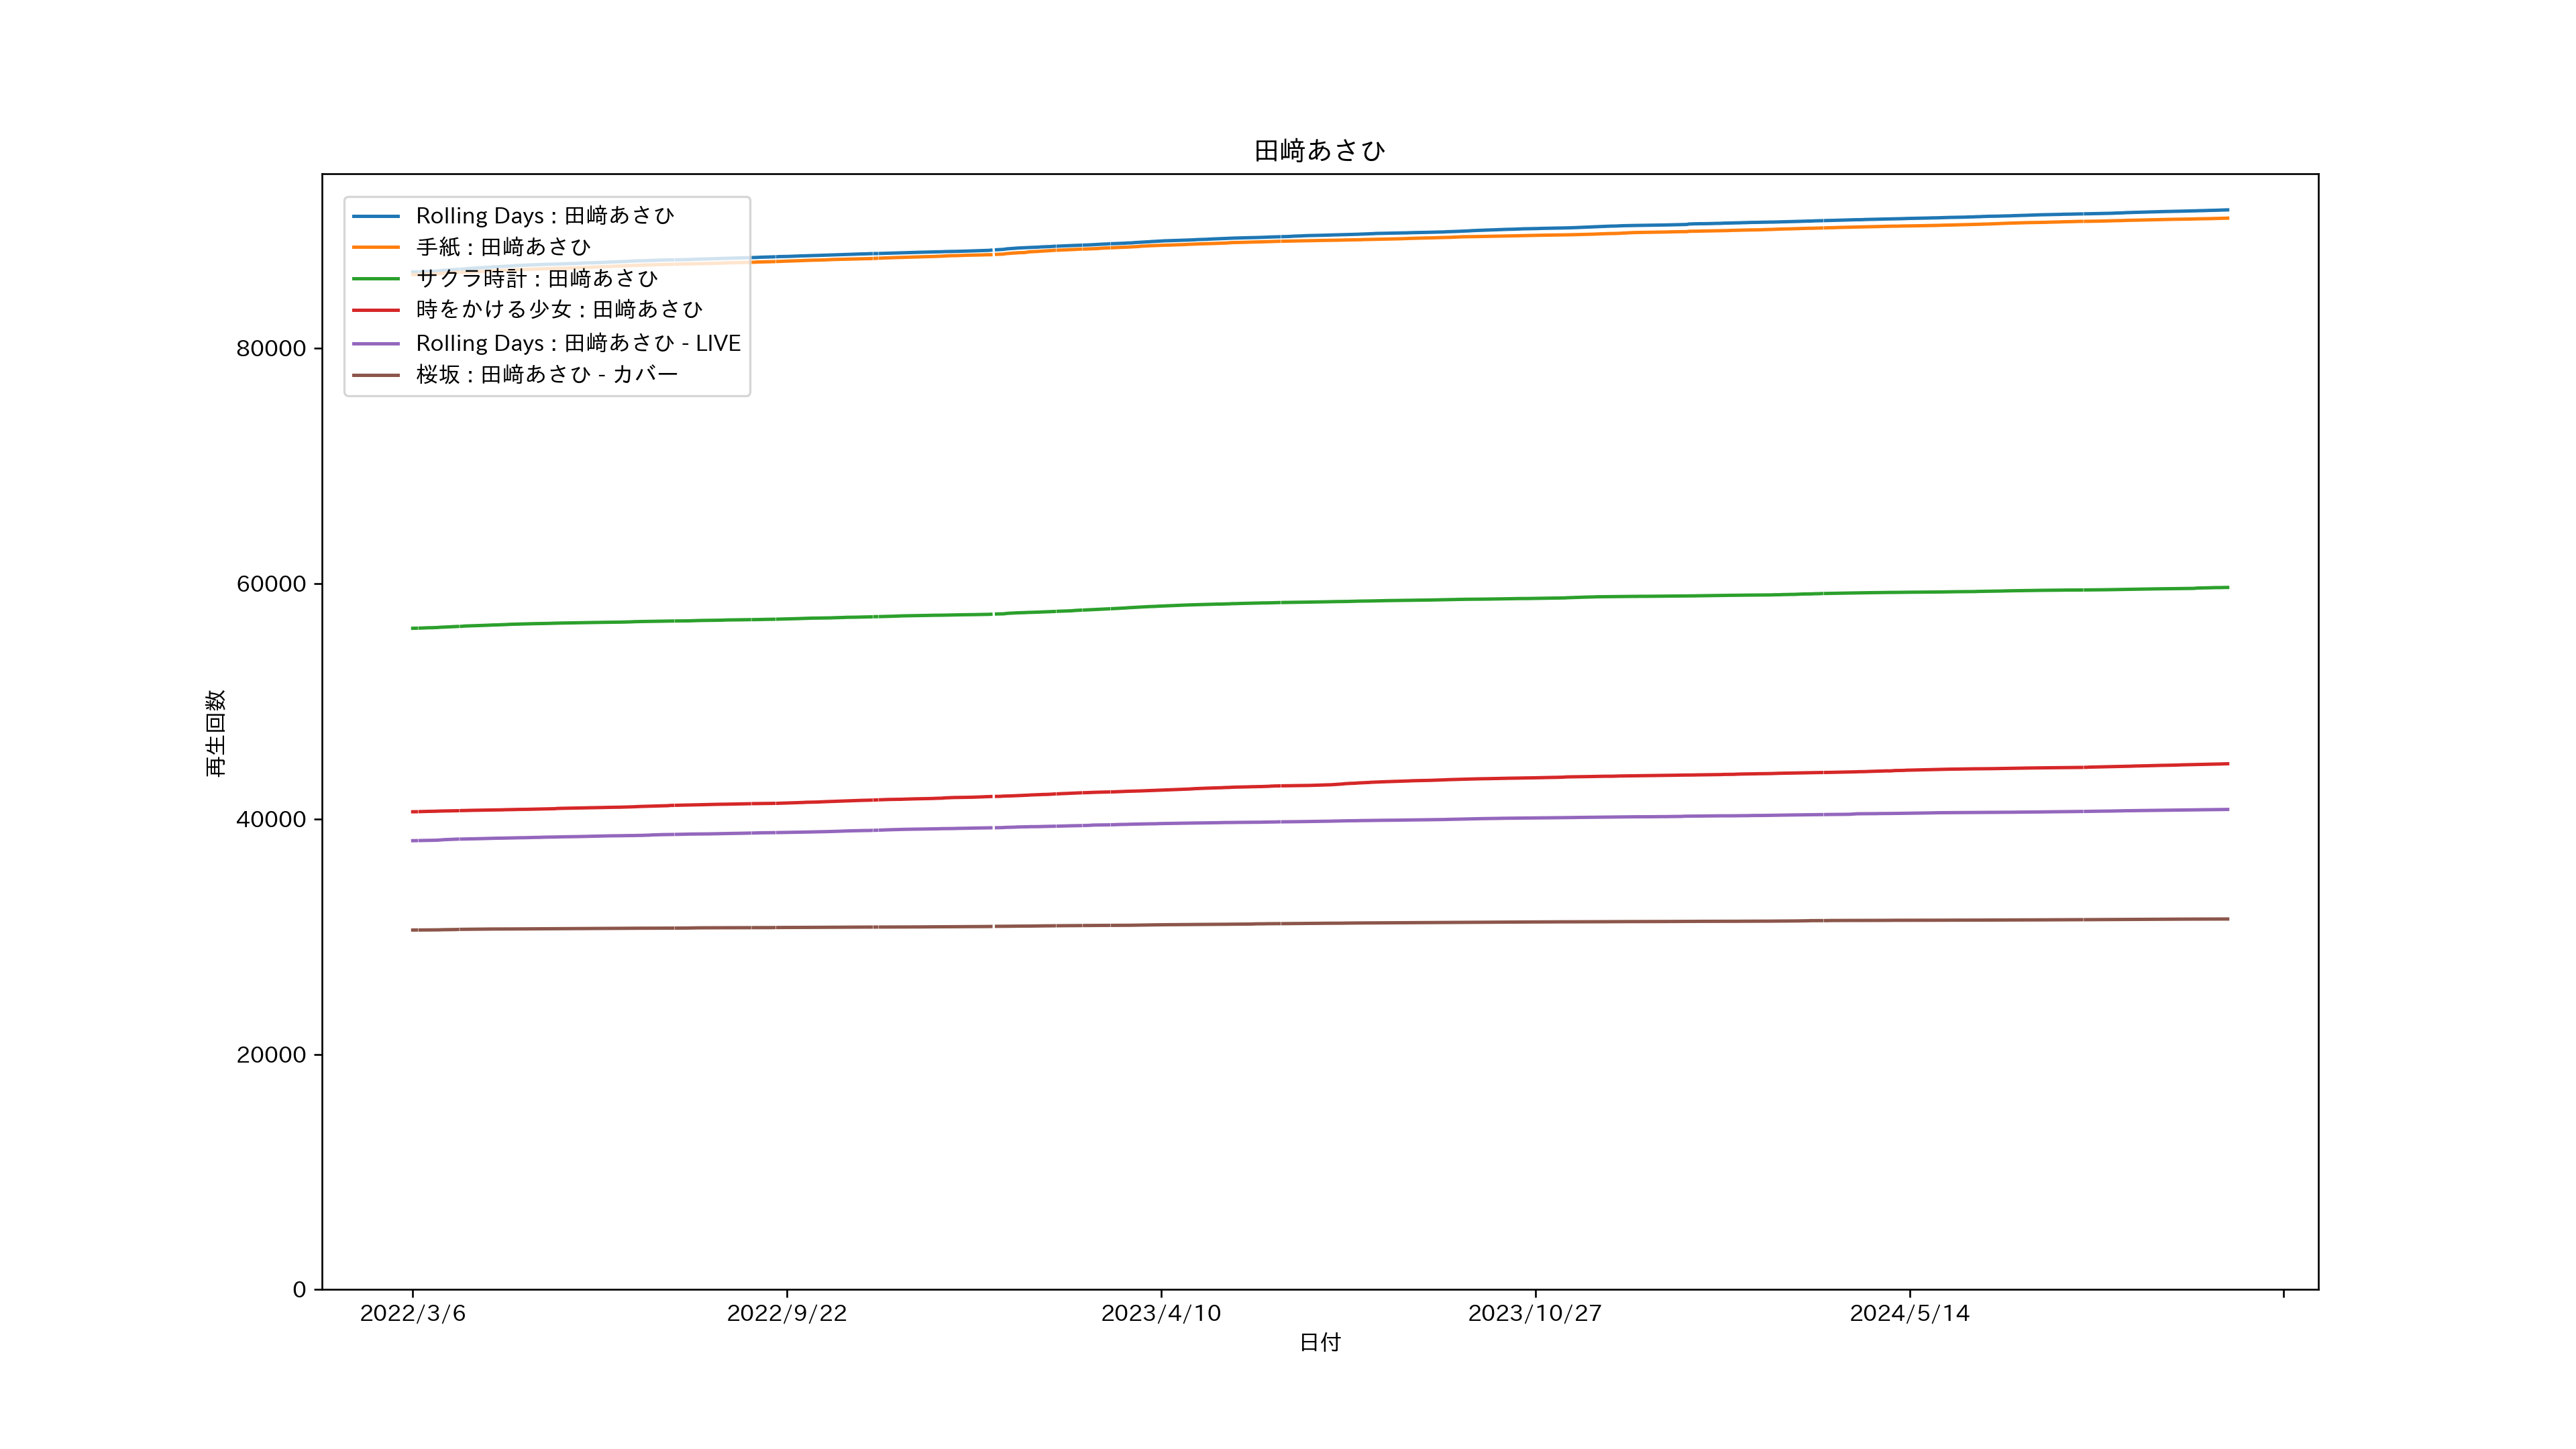 田﨑あさひ
Rolling Days : 田﨑あさひ
手紙 : 田﨑あさひ
サクラ時計 : 田﨑あさひ
時をかける少女 : 田﨑あさひ
Rolling Days : 田﨑あさひ - LIVE
桜坂 : 田﨑あさひ - カバー
再生回数
80000
60000
40000
20000
0
2022/3/6
2022/9/22
2023/4/10
2023/10/27
2024/5/14
日付